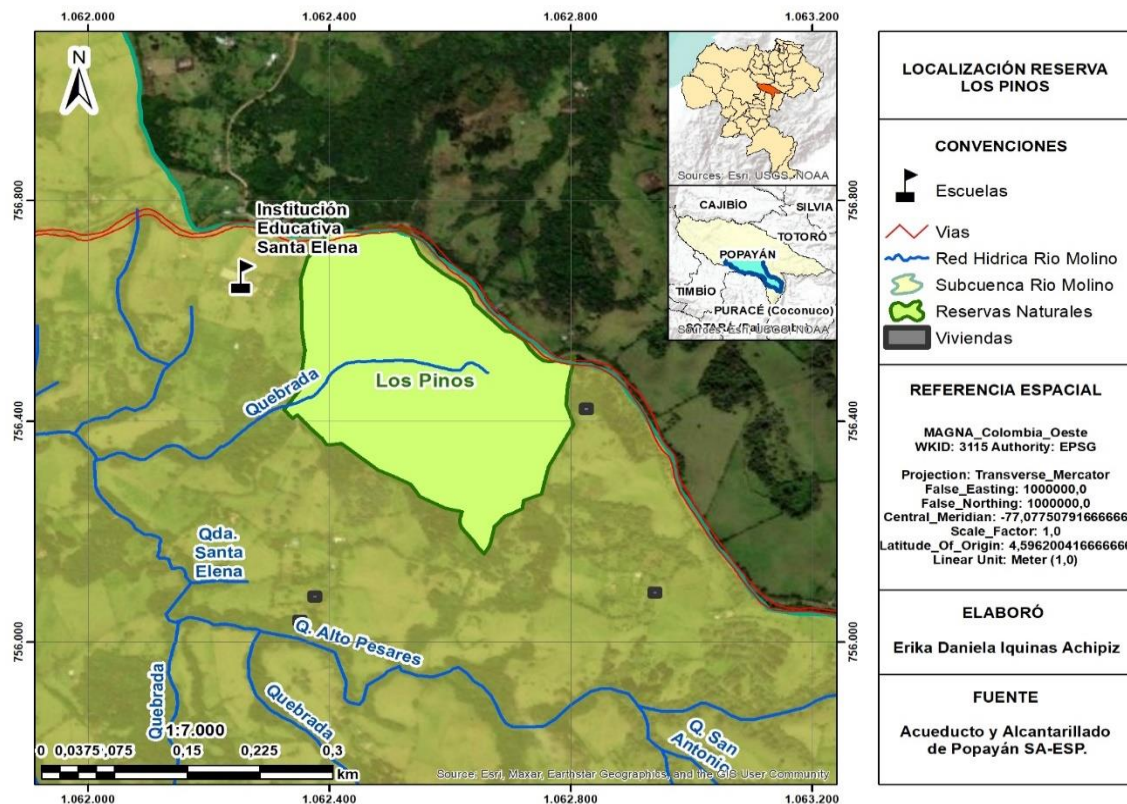 1.062.000
1.062.400
1.062.800
1.063.200
N
756.800
756.400
756.000
756.800
756.400
756.000
Institución
Educativa
Santa Elena
Los Pinos
Quebrada
Qda.
Santa
Elena
Q. Alto Pesares
Quebrada
Quebrada
Q. San
Antonio
1:7.000
0 0,0375,075 0,15 0,225 0,3
km
Source: Esri, Maxar, Earthstar Geographics, and the GIS User Community
1.062.000
1.062.400
1.062.800
1.063.200
Sources: Esri, USGS, NOAA
CAJIBÍO
SILVIA
TOTORÓ
POPAYÁN
TIMBÍO
PURACÉ (Coconuco)
Sources: Esri, USGS, NOAA
LOCALIZACIÓN RESERVA
LOS PINOS
CONVENCIONES
Escuelas
Vias
Red Hidrica Rio Molino
Subcuenca Rio Molino
Reservas Naturales
Viviendas
REFERENCIA ESPACIAL
MAGNA_Colombia_Oeste
WKID: 3115 Authority: EPSG
Projection: Transverse_Mercator
False_Easting: 1000000,0
False_Northing: 1000000,0
Central_Meridian: -77,07750791666666
Scale_Factor: 1,0
Latitude_Of_Origin: 4,596200416666666
Linear Unit: Meter (1,0)
ELABORÓ
Erika Daniela Iquinas Achipiz
FUENTE
Acueducto y Alcantarillado
de Popayán SA-ESP.